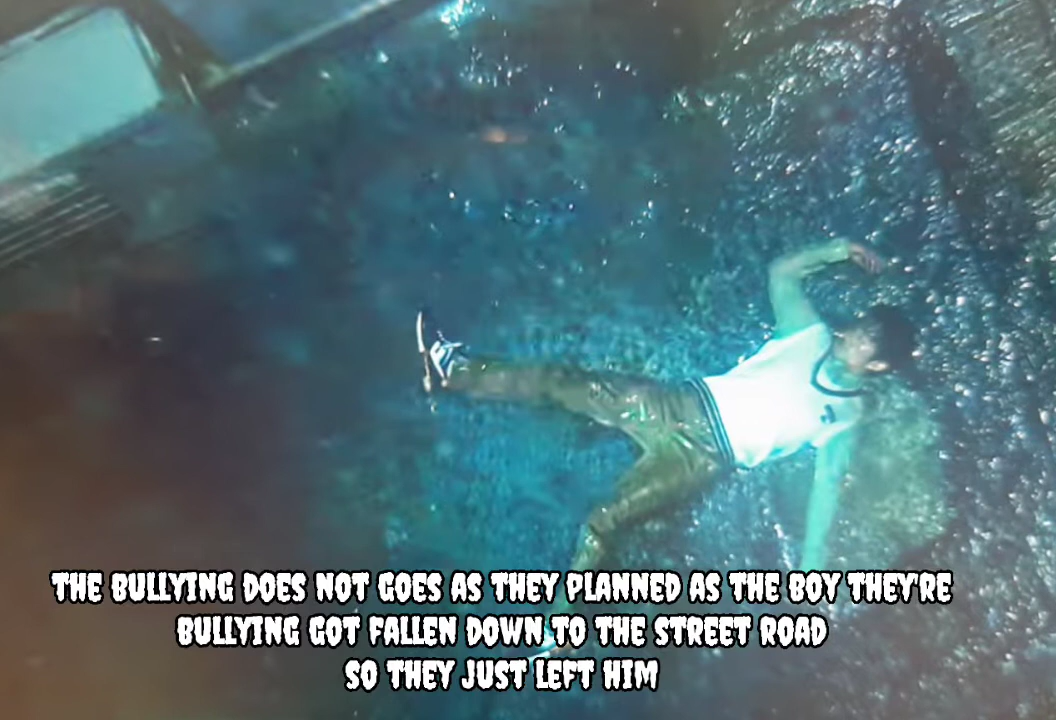 THE BULLYING DOES NOT GOES AS THEY PLANNED AS THE BOY THEY'RE
BULLYING GOT FALLEN DOWN TO THE STREET ROAD
SO THEY JUST LEFT HIM